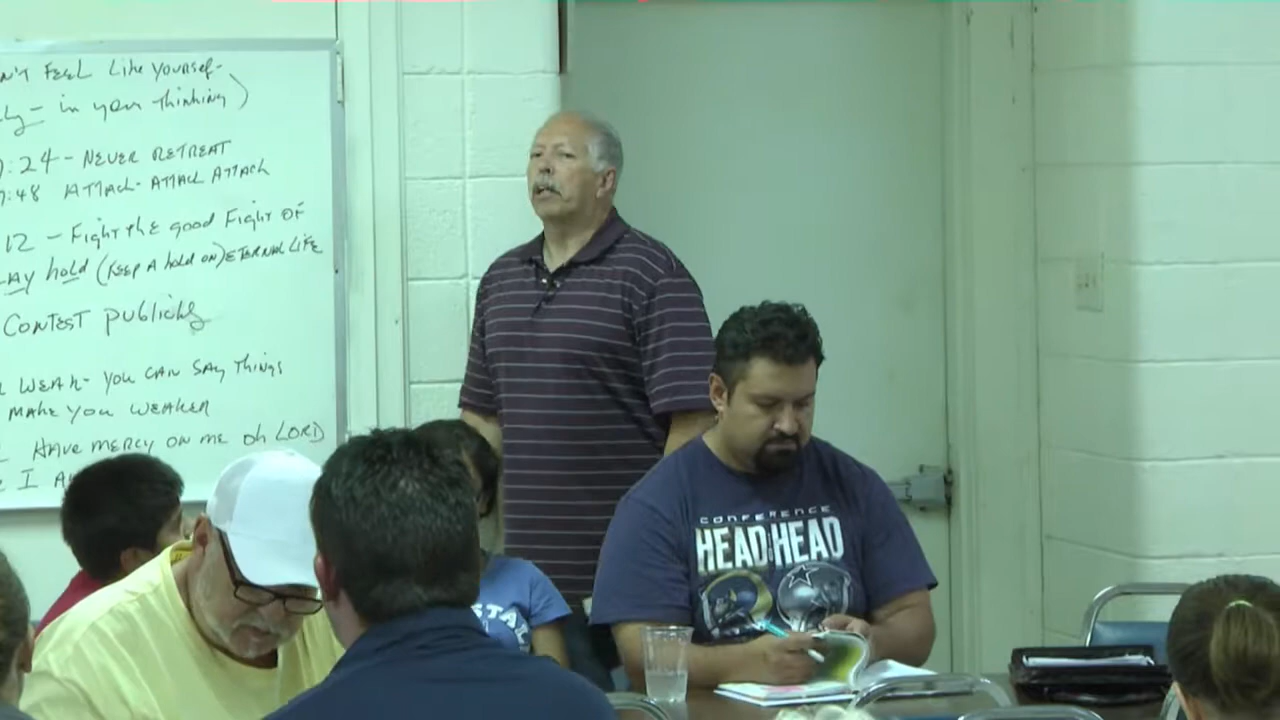 N'T FEEL LIKE YOURSELF-
LY- in your thinking)
:24 - NEVER RETREAT
:48 ATTACK- ATTACK ATTACK
12 - Fight the good Fight OF
LAY hold (KEEP A hold ON) ETERNAL LIFE
CONTEST publicly
WEAK- YOU CAN SAY THINGS
MAKE YOU WEAKER
HAVE MERCY ON ME Oh LORD
I A
CONFERENCE
HEAD HEAD
STAL